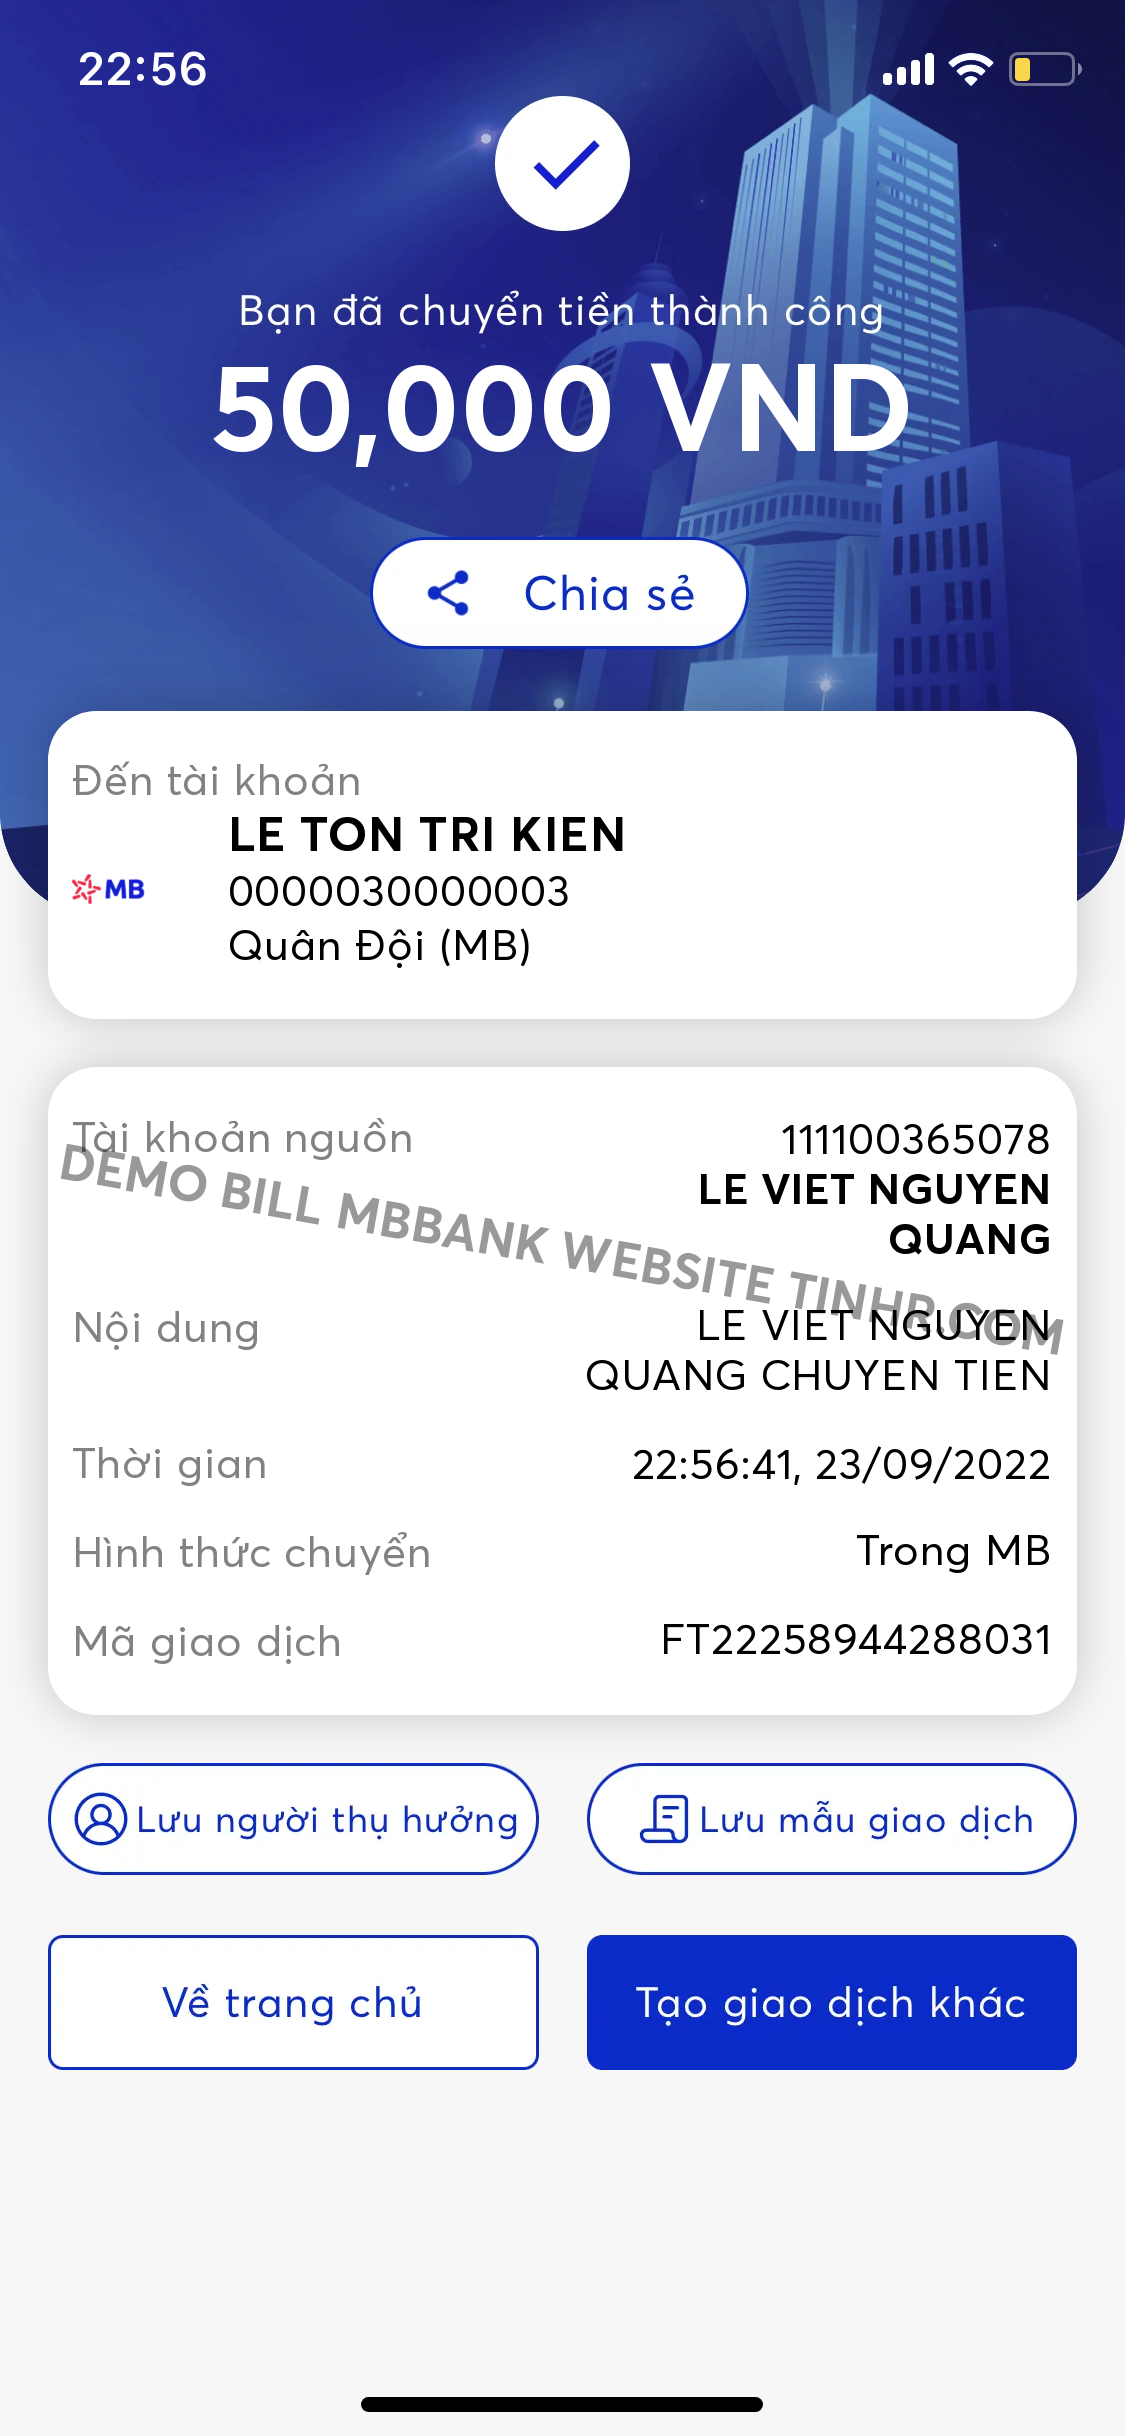 22:56
Bạn đã chuyển tiền thành công
50,000 VND
Chia sẻ
Đến tài khoản
LE TON TRI KIEN
MB
0000030000003
Quân Đội (MB)
Tài khoản nguồn
111100365078
LE VIET NGUYEN
QUANG
DEMO BILL MBBANK WEBSITE TINHR.COM
Nội dung
LE VIET NGUYEN
QUANG CHUYEN TIEN
Thời gian
22:56:41, 23/09/2022
Hình thức chuyển
Trong MB
Mã giao dịch
FT22258944288031
Lưu người thụ hưởng
Lưu mẫu giao dịch
Về trang chủ
Tạo giao dịch khác